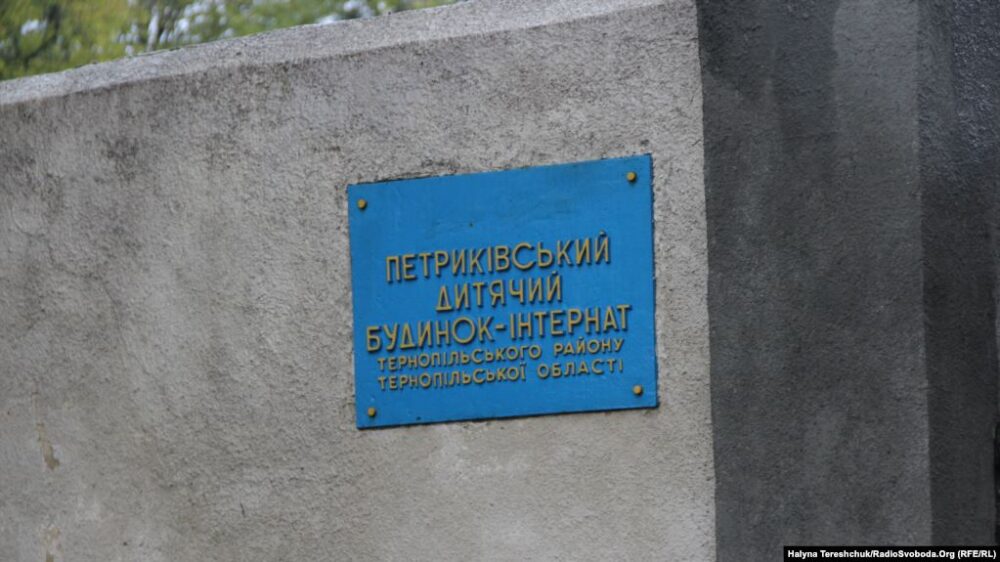 ПЕТРИКІВСЬКИЙ
ДИТЯЧИЙ
БУДИНОК-ІНТЕРНАТ
ТЕРНОПІЛЬСЬКОГО РАЙОНУ
ТЕРНОПІЛЬСЬКОЇ ОБЛАСТІ
Halyna Tereshchuk/RadioSvoboda.Org (RFE/RL)